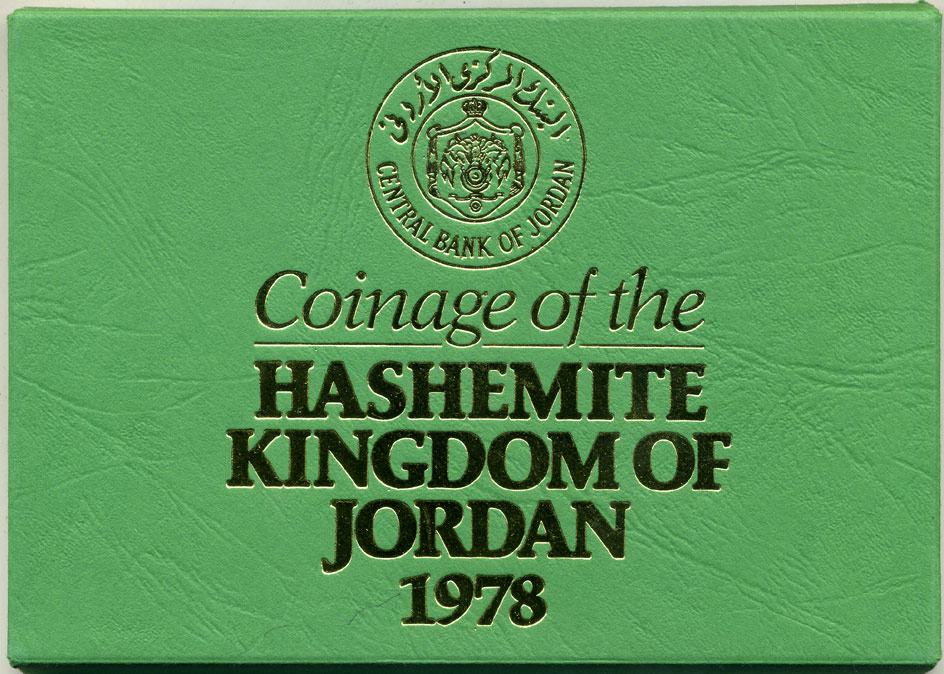 البنك المركزي الأردني
CENTRAL BANK OF JORDAN
Coinage of the
HASHEMITE
KINGDOM OF
JORDAN
1978